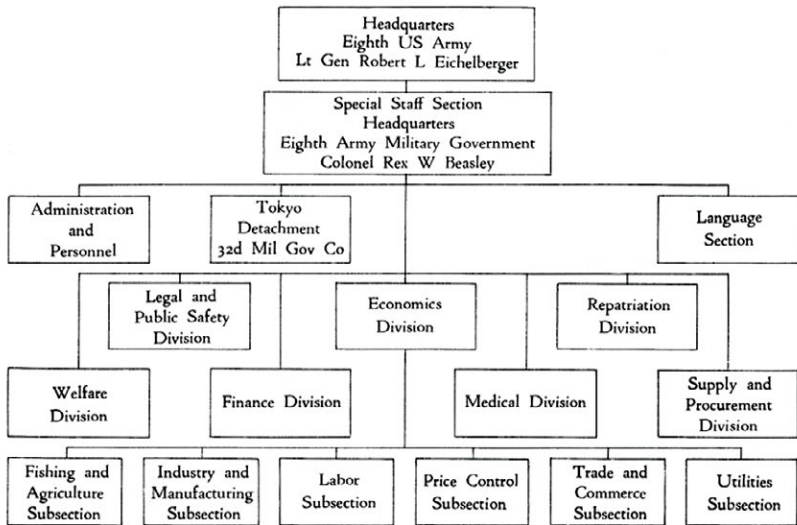 Headquarters
Eighth US Army
Lt Gen Robert L Eichelberger
Special Staff Section
Headquarters
Eighth Army Military Government
Colonel Rex W Beasley
Administration
and
Personnel
Tokyo
Detachment
32d Mil Gov Co
Language
Section
Legal and
Public Safety
Division
Economics
Division
Repatriation
Division
Welfare
Division
Finance Division
Medical Division
Supply and
Procurement
Division
Fishing and
Agriculture
Subsection
Industry and
Manufacturing
Subsection
Labor
Subsection
Price Control
Subsection
Trade and
Commerce
Subsection
Utilities
Subsection